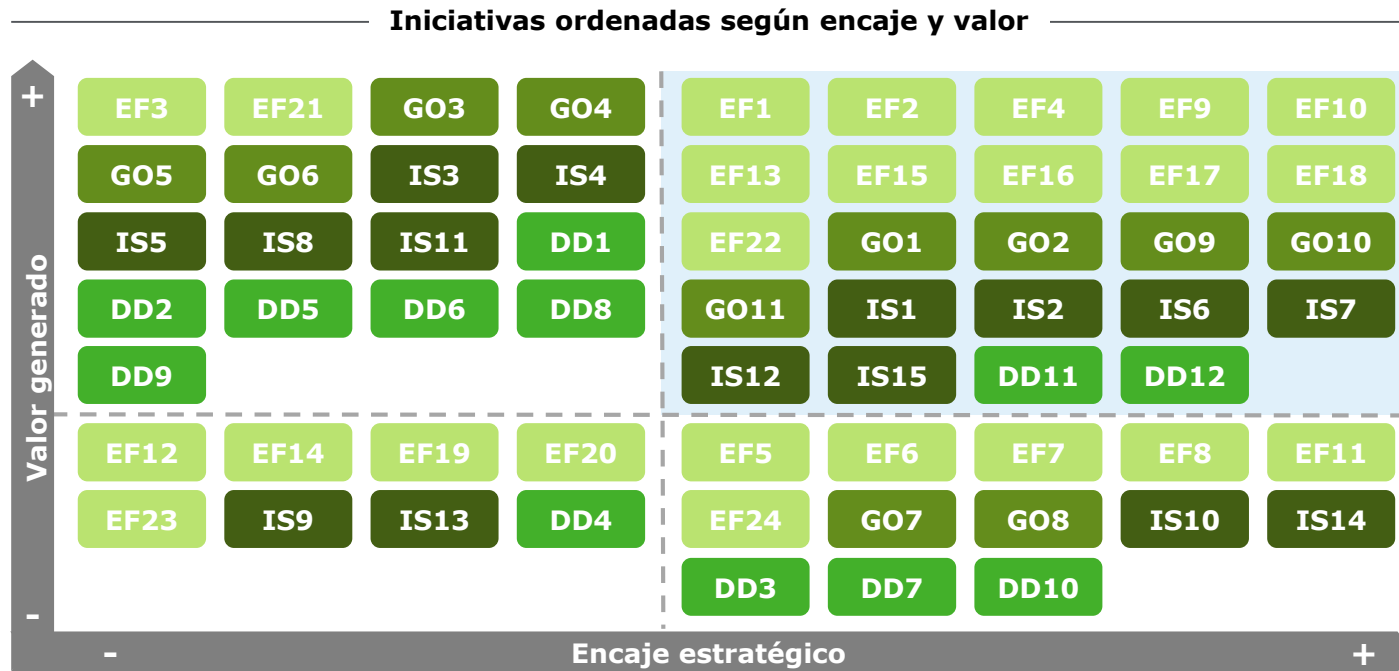 Iniciativas ordenadas según encaje y valor
+
EF3 EF21 GO3 GO4 EF1 EF2 EF4 EF9 EF10
GO5 GO6 IS3 IS4 EF13 EF15 EF16 EF17 EF18
IS5 IS8 IS11 DD1 EF22 GO1 GO2 GO9 GO10
DD2 DD5 DD6 DD8 GO11 IS1 IS2 IS6 IS7
DD9 IS12 IS15 DD11 DD12
Valor generado
EF12 EF14 EF19 EF20 EF5 EF6 EF7 EF8 EF11
EF23 IS9 IS13 DD4 EF24 GO7 GO8 IS10 IS14
DD3 DD7 DD10
-
- Encaje estratégico +